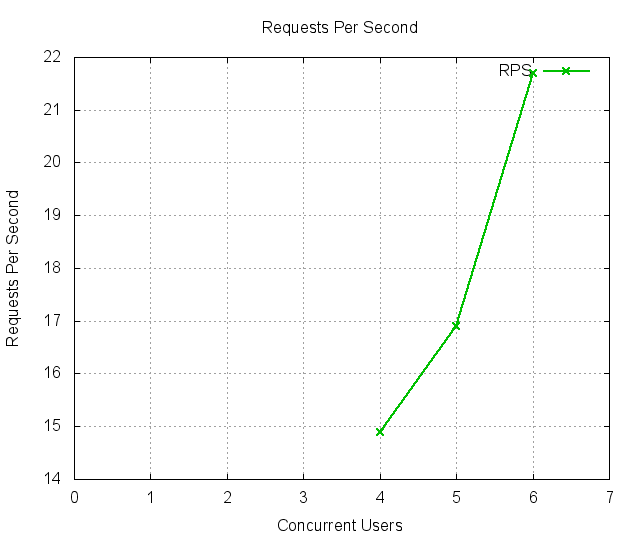 Requests Per Second
RPS
22
21
20
19
18
17
16
15
14
Requests Per Second
0 1 2 3 4 5 6 7
Concurrent Users